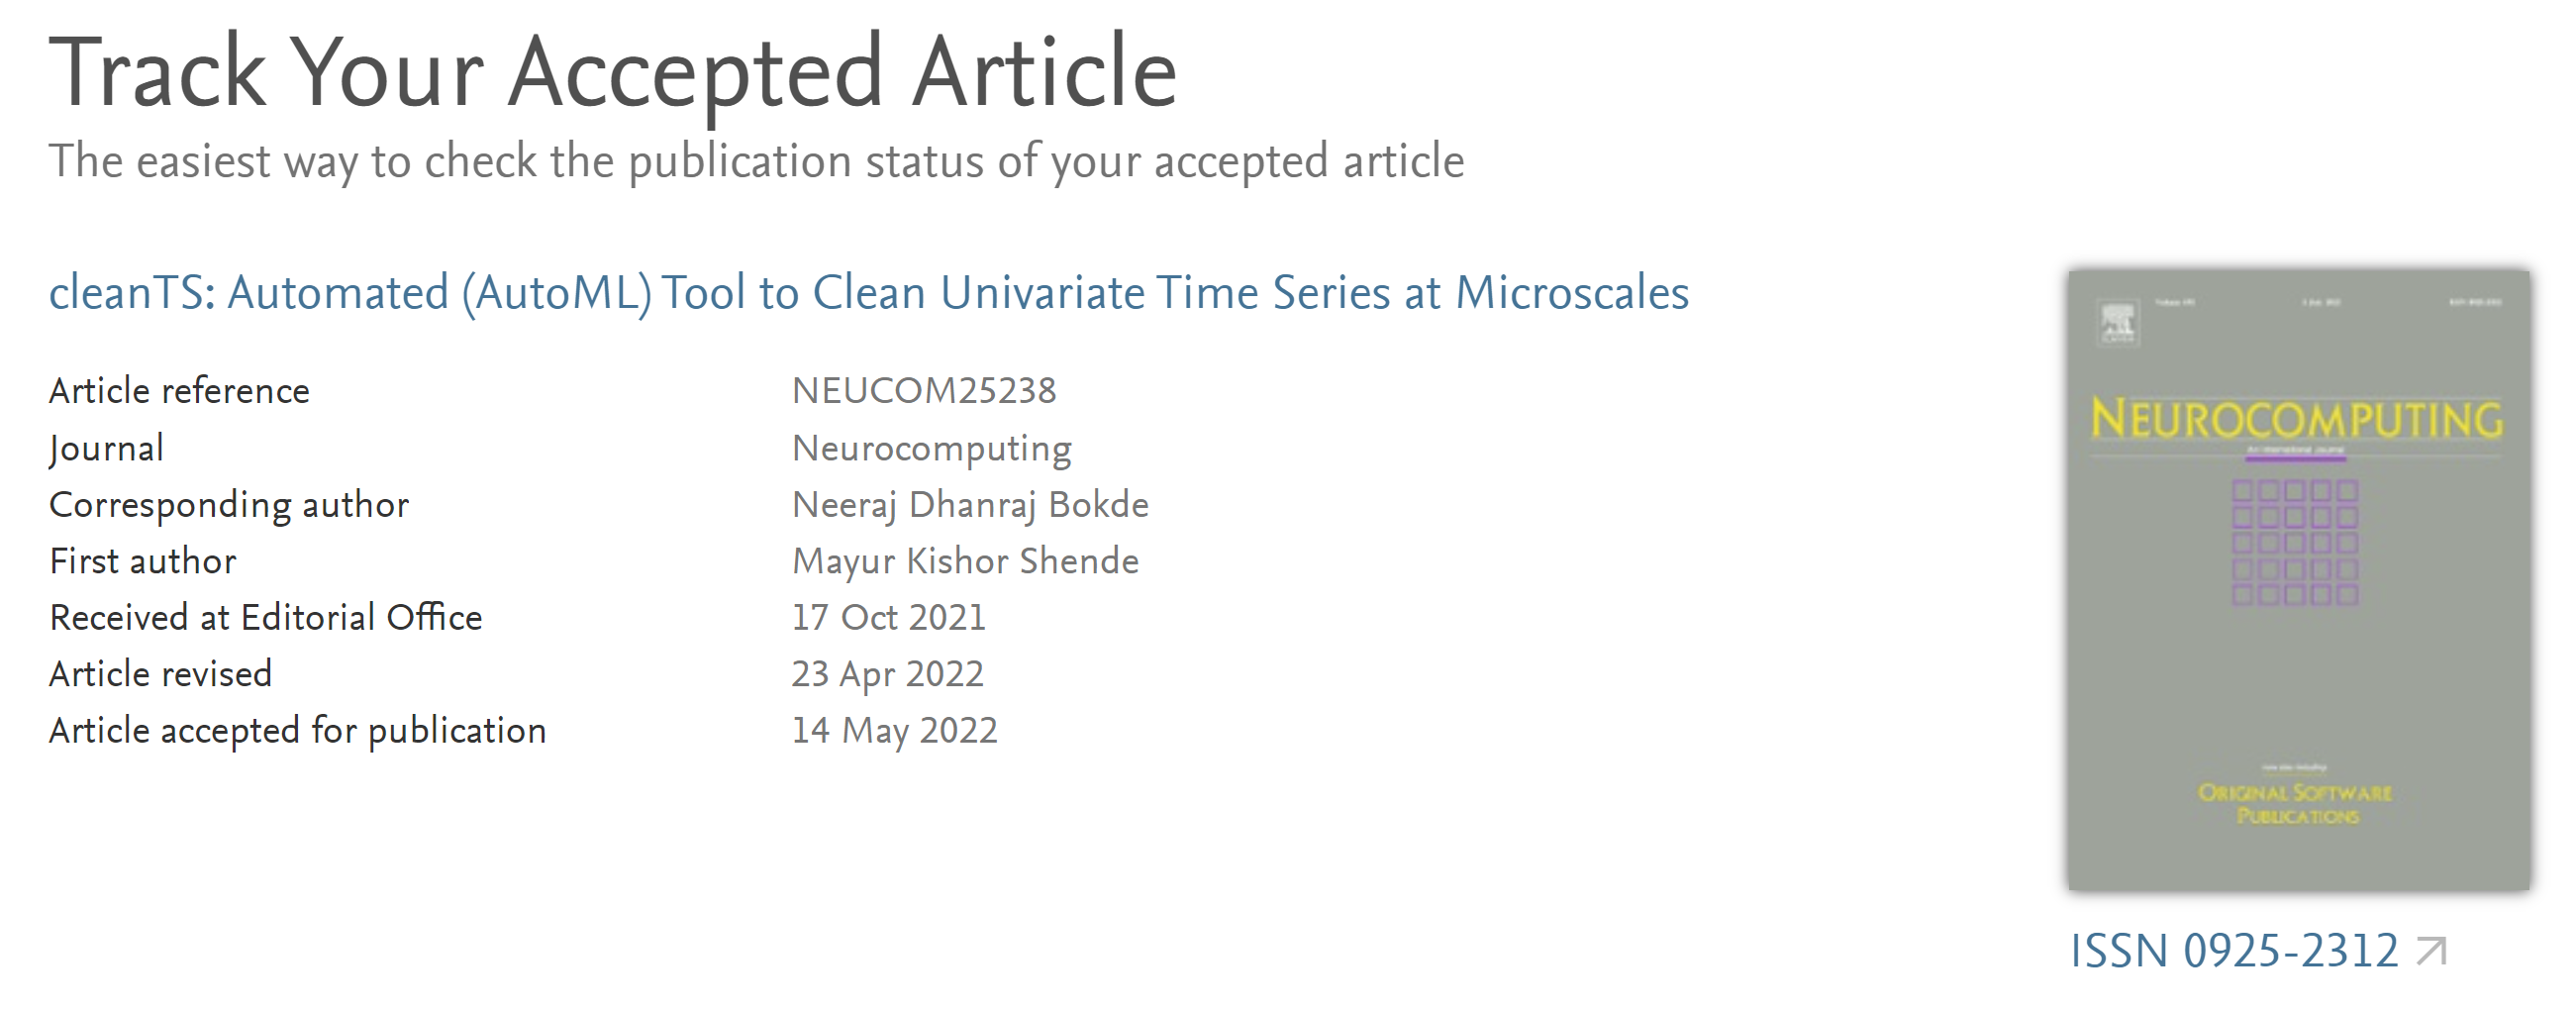 Track Your Accepted Article
The easiest way to check the publication status of your accepted article
cleanTS: Automated (AutoML) Tool to Clean Univariate Time Series at Microscales
Article reference NEUCOM25238
Journal Neurocomputing
Corresponding author Neeraj Dhanraj Bokde
First author Mayur Kishor Shende
Received at Editorial Office 17 Oct 2021
Article revised 23 Apr 2022
Article accepted for publication 14 May 2022
NEUROCOMPUTING
An International Journal
ORIGINAL SOFTWARE
PUBLICATIONS
ISSN 0925-2312